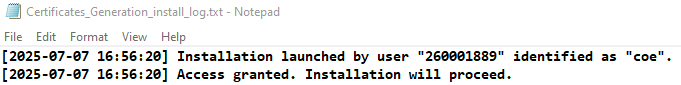 Certificates_Generation_install_log.txt - Notepad
File Edit Format View Help
[2025-07-07 16:56:20] Installation launched by user "260001889" identified as "coe".
[2025-07-07 16:56:20] Access granted. Installation will proceed.